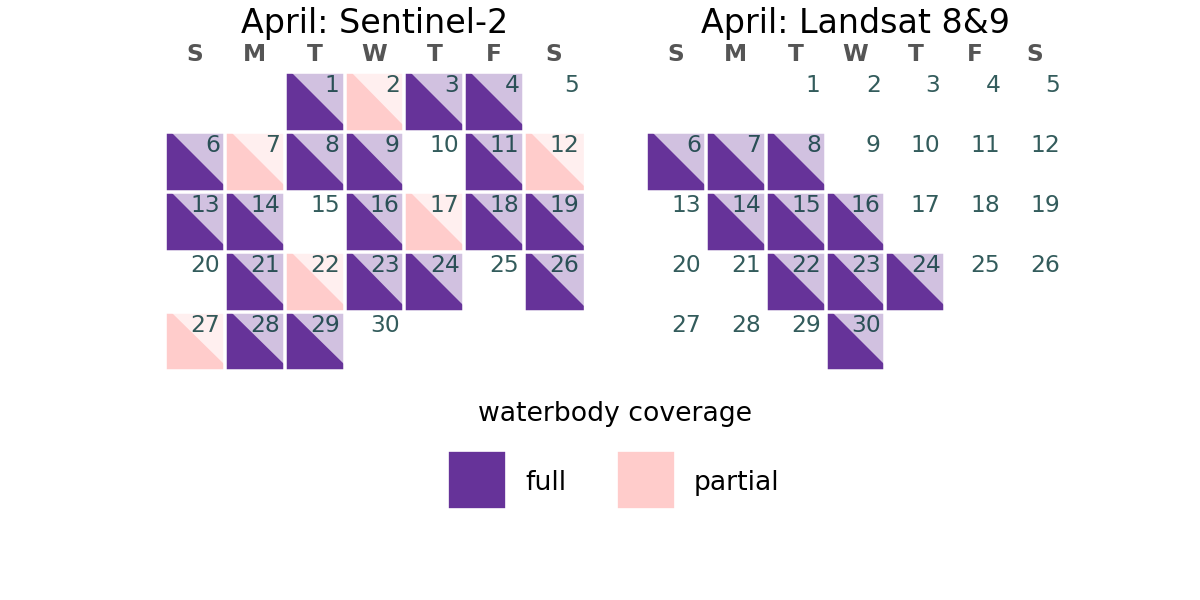 April: Sentinel-2
S M T W T F S
1 2 3 4 5
6 7 8 9 10 11 12
13 14 15 16 17 18 19
20 21 22 23 24 25 26
27 28 29 30
April: Landsat 8&9
S M T W T F S
1 2 3 4 5
6 7 8 9 10 11 12
13 14 15 16 17 18 19
20 21 22 23 24 25 26
27 28 29 30
waterbody coverage
full partial